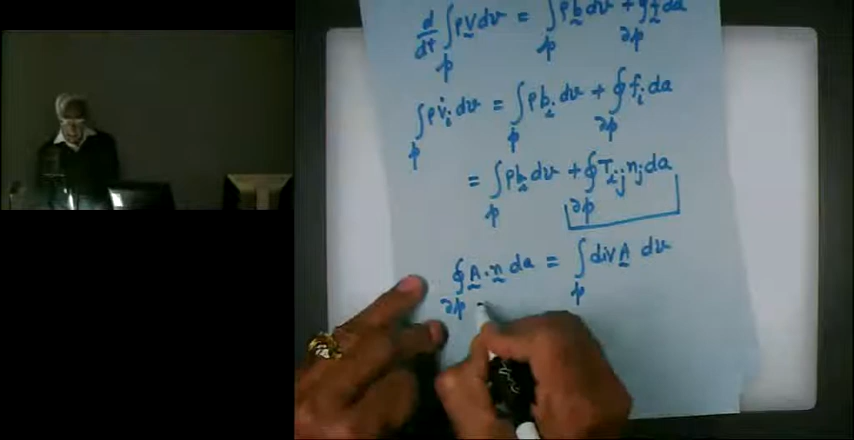 d/dt ∫_p ρv̰ dv = ∫_p ρb̰ dv + ∮_∂p f̰ da
∫_p ρv̇_i dv = ∫_p ρb_i dv + ∮_∂p f_i da
= ∫_p ρb_i dv + ∮_∂p T_ij n_j da
∮_∂p A̰ · n̰ da = ∫_p div A̰ dv